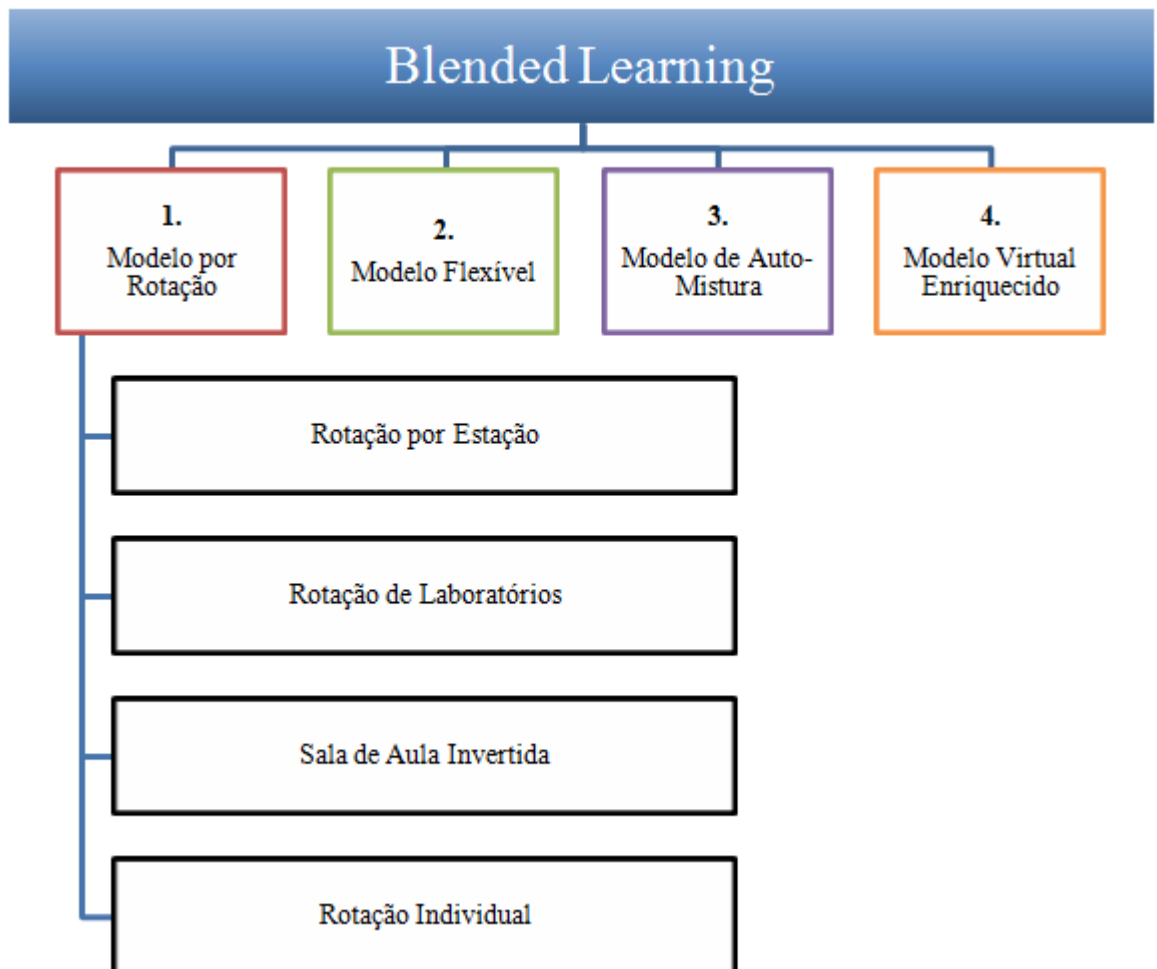 Blended Learning
1.
Modelo por
Rotação
2.
Modelo Flexível
3.
Modelo de Auto-
Mistura
4.
Modelo Virtual
Enriquecido
Rotação por Estação
Rotação de Laboratórios
Sala de Aula Invertida
Rotação Individual